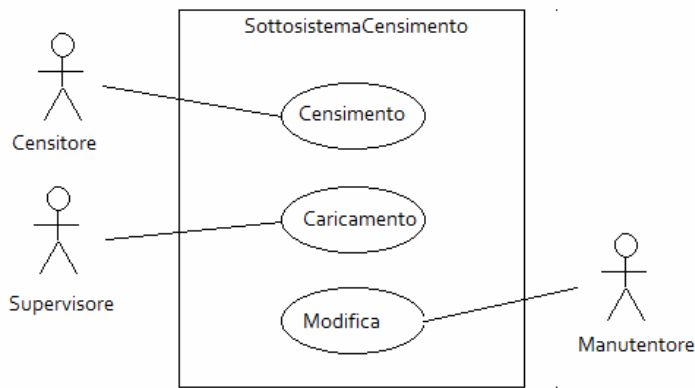 SottosistemaCensimento
Censimento
Censitore
Caricamento
Supervisore
Modifica
Manutentore